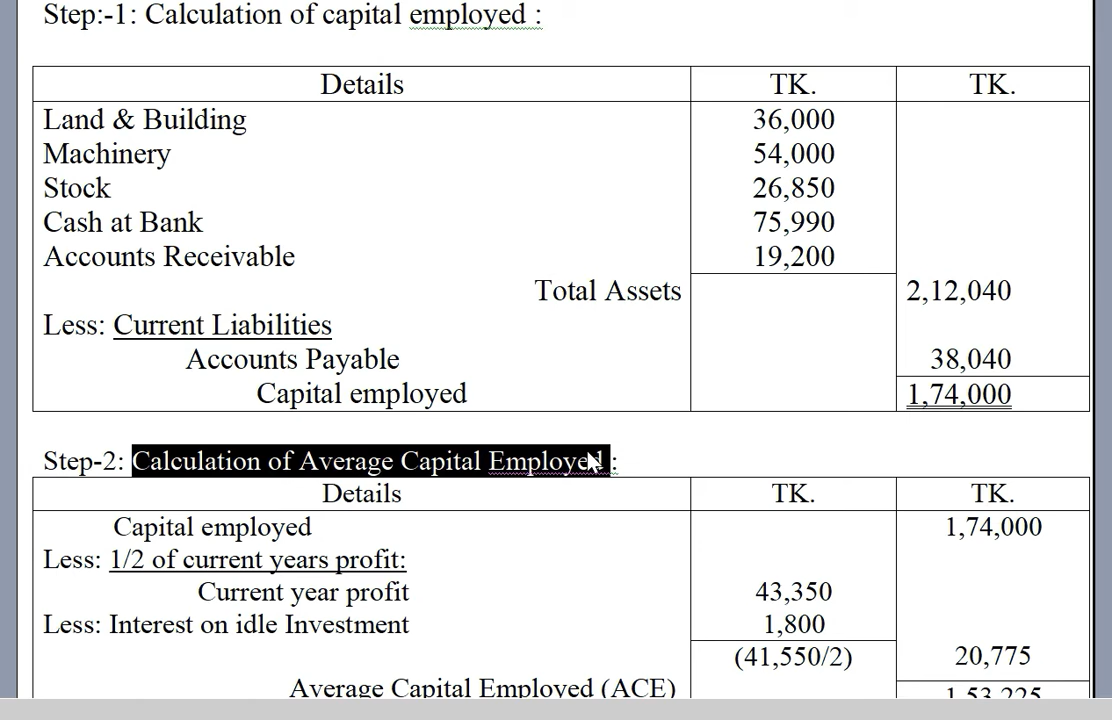 Step:-1: Calculation of capital employed :
Details TK. TK.
Land & Building 36,000
Machinery 54,000
Stock 26,850
Cash at Bank 75,990
Accounts Receivable 19,200
Total Assets 2,12,040
Less: Current Liabilities
Accounts Payable 38,040
Capital employed 1,74,000
Step-2: Calculation of Average Capital Employed :
Details TK. TK.
Capital employed 1,74,000
Less: 1/2 of current years profit:
Current year profit 43,350
Less: Interest on idle Investment 1,800
(41,550/2) 20,775
Average Capital Employed (ACE) 1,53,225